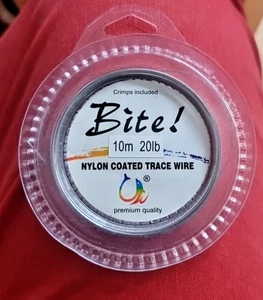 Crimps included
Bite!
10m 20lb
NYLON COATED TRACE WIRE
®
premium quality